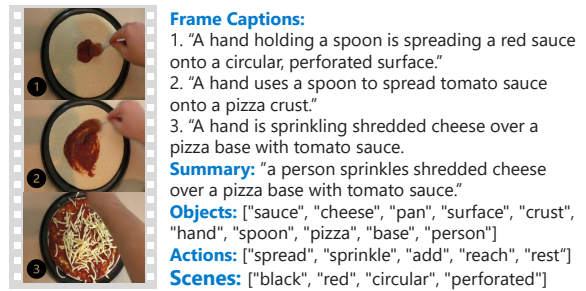 Frame Captions:
1. “A hand holding a spoon is spreading a red sauce
onto a circular, perforated surface.”
2. “A hand uses a spoon to spread tomato sauce
onto a pizza crust.”
3. “A hand is sprinkling shredded cheese over a
pizza base with tomato sauce.
Summary: “a person sprinkles shredded cheese
over a pizza base with tomato sauce.”
Objects: ["sauce", "cheese", "pan", "surface", "crust",
"hand", "spoon", "pizza", "base", "person"]
Actions: ["spread", "sprinkle", "add", "reach", "rest“]
Scenes: ["black", "red", "circular", "perforated"]
1
2
3